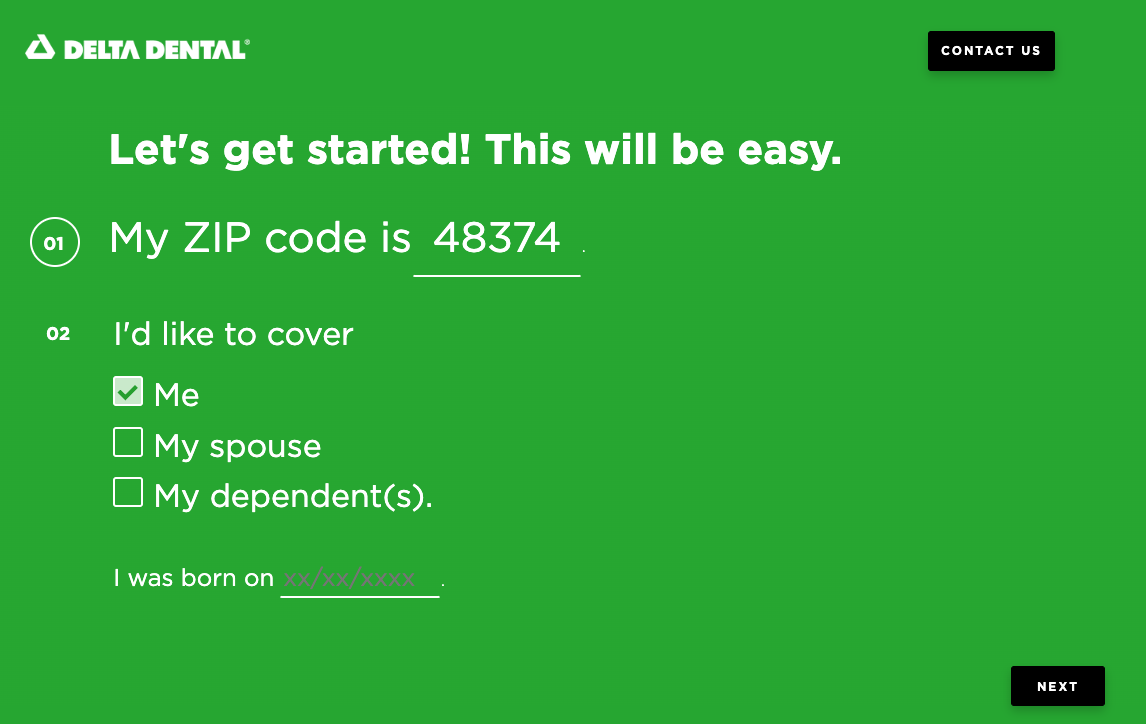 DELTA DENTAL®
CONTACT US
Let's get started! This will be easy.
01
My ZIP code is 48374 .
02
I'd like to cover
Me
My spouse
My dependent(s).
I was born on xx/xx/xxxx .
NEXT